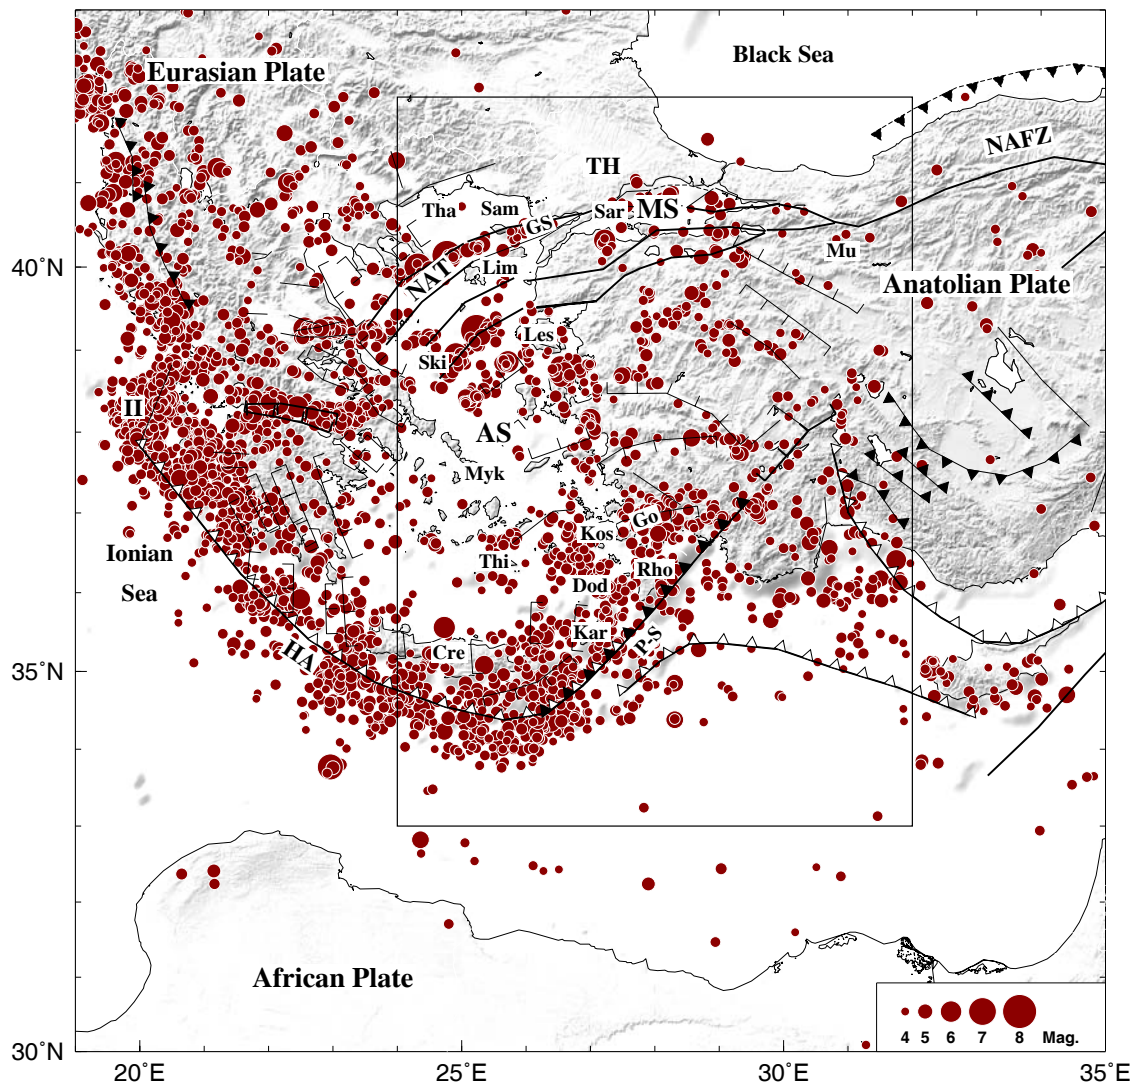 Black Sea
Eurasian Plate
NAFZ
TH
Tha
Sam
Sar
MS
GS
Mu
NAT
Lim
40°N
Anatolian Plate
Les
Ski
II
AS
Myk
Go
Kos
Ionian
Sea
Thi
Rho
Dod
Kar
P-S
HA
Cre
35°N
African Plate
4 5 6 7 8 Mag.
30°N
20°E 25°E 30°E 35°E